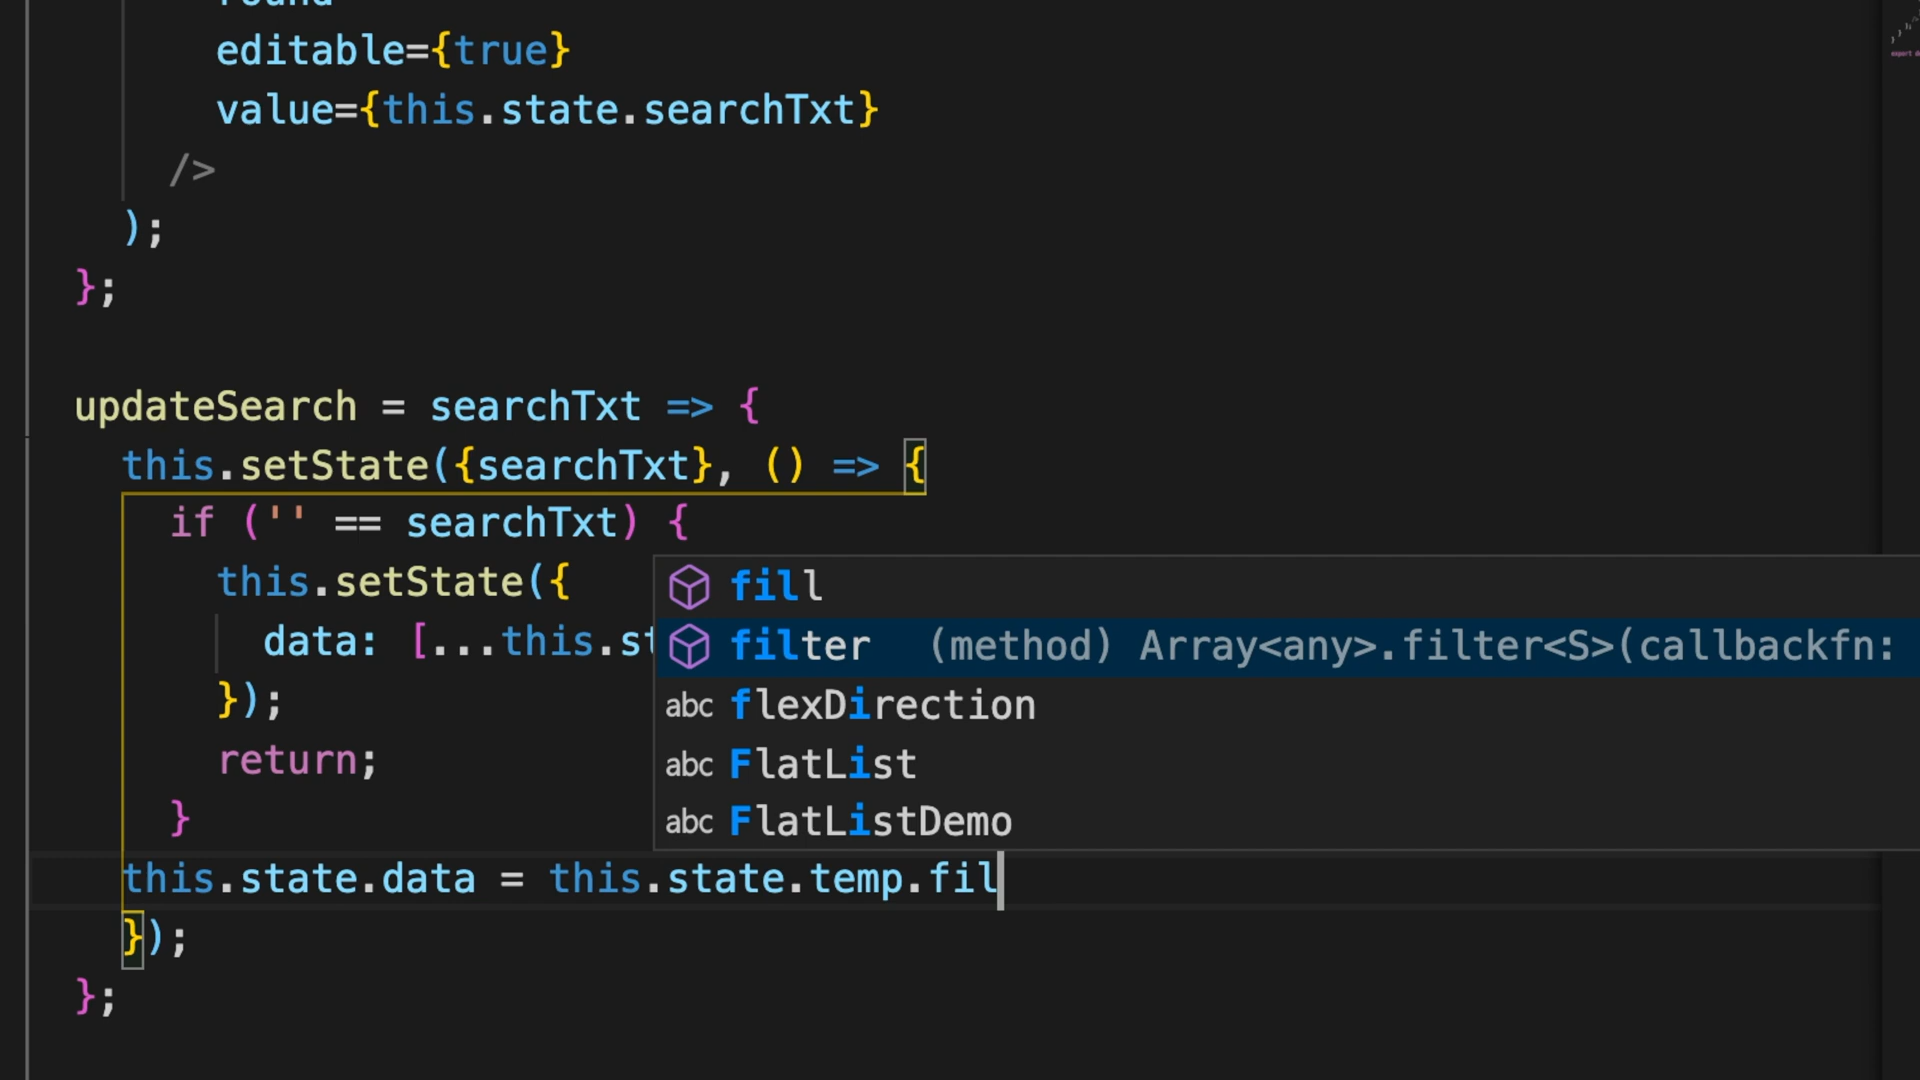 round
editable={true}
value={this.state.searchTxt}
/>
);
};
updateSearch = searchTxt => {
this.setState({searchTxt}, () => {
if ('' == searchTxt) {
this.setState({
data: [...this.st
});
return;
}
this.state.data = this.state.temp.fil
});
};
fill
filter (method) Array<any>.filter<S>(callbackfn:
abc flexDirection
abc FlatList
abc FlatListDemo